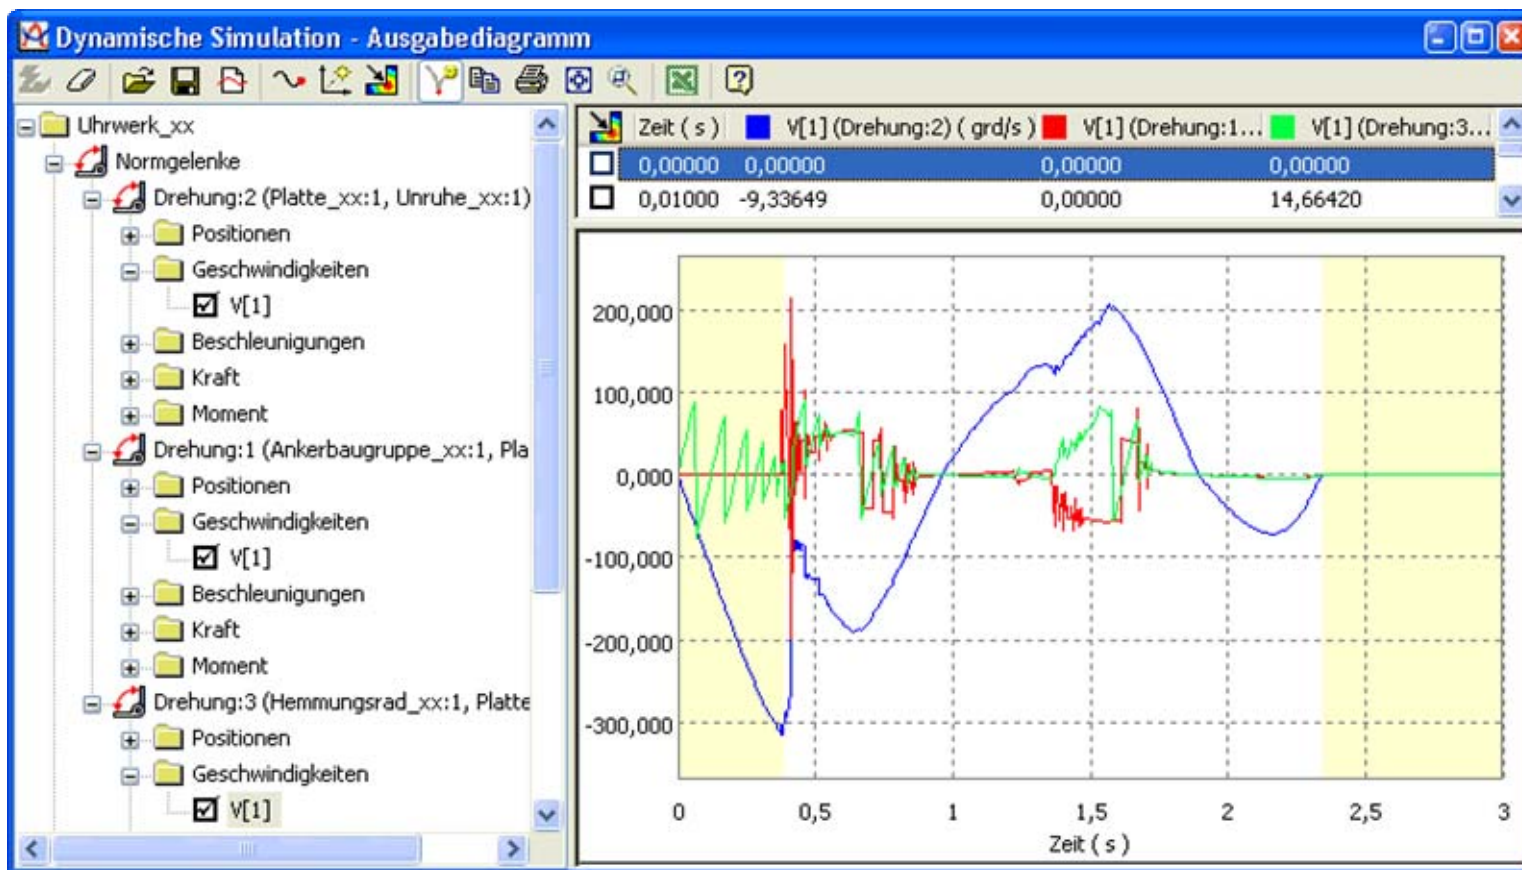 Dynamische Simulation - Ausgabediagramm
Uhrwerk_xx
Normgelenke
Drehung:2 (Platte_xx:1, Unruhe_xx:1)
Positionen
Geschwindigkeiten
V[1]
Beschleunigungen
Kraft
Moment
Drehung:1 (Ankerbaugruppe_xx:1, Pla
Positionen
Geschwindigkeiten
V[1]
Beschleunigungen
Kraft
Moment
Drehung:3 (Hemmungsrad_xx:1, Platte
Positionen
Geschwindigkeiten
V[1]
Zeit ( s ) V[1] (Drehung:2) ( grd/s ) V[1] (Drehung:1... V[1] (Drehung:3...
0,00000 0,00000 0,00000 0,00000
0,01000 -9,33649 0,00000 14,66420
200,000
100,000
0,000
-100,000
-200,000
-300,000
0 0,5 1 1,5 2 2,5 3
Zeit ( s )